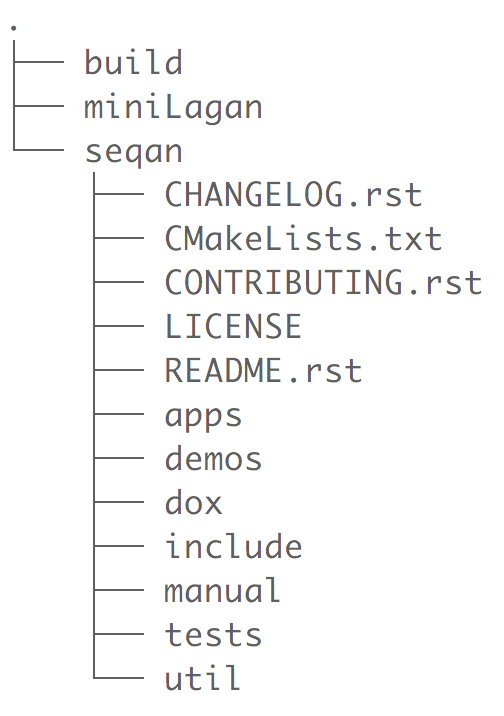 .
build
miniLagan
seqan
CHANGELOG.rst
CMakeLists.txt
CONTRIBUTING.rst
LICENSE
README.rst
apps
demos
dox
include
manual
tests
util